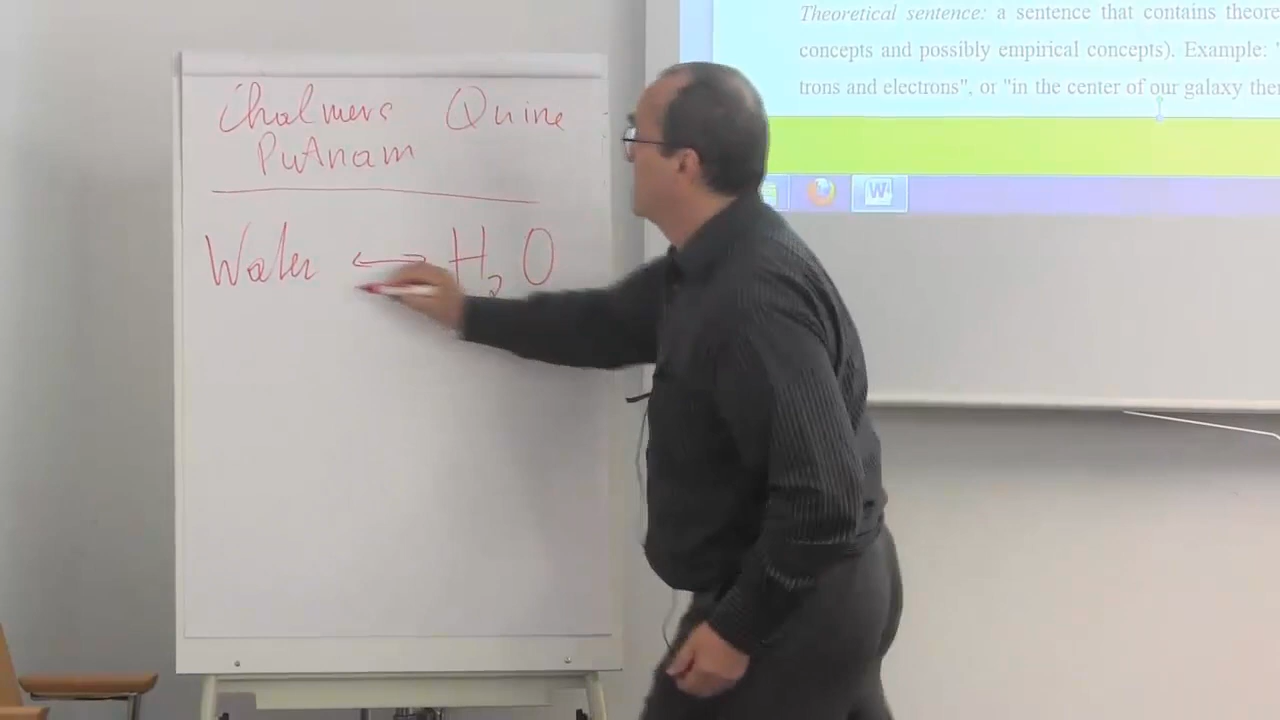 Chalmers Quine
Putnam
Water ↔ H₂O
Theoretical sentence: a sentence that contains theore
concepts and possibly empirical concepts). Example: "
trons and electrons", or "in the center of our galaxy ther
W